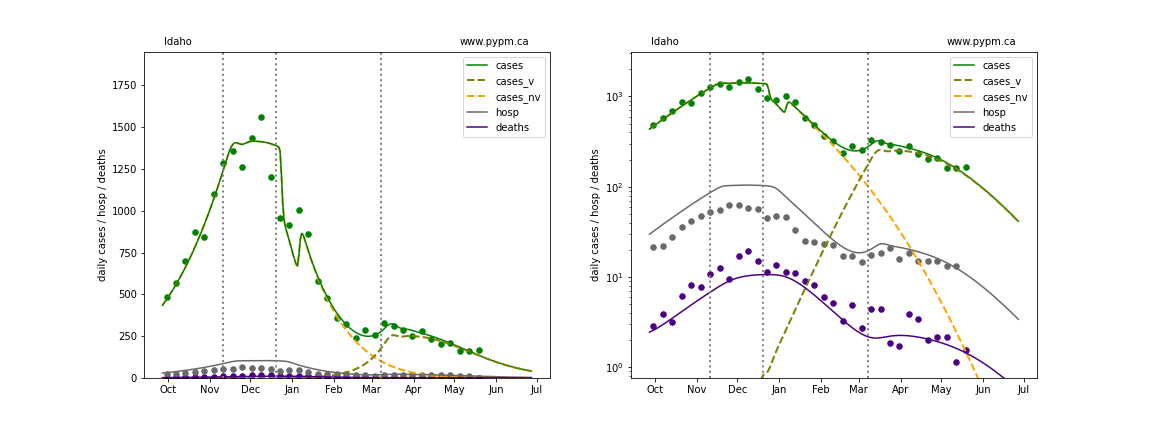 Idaho
www.pypm.ca
daily cases / hosp / deaths
1750
1500
1250
1000
750
500
250
0
Oct Nov Dec Jan Feb Mar Apr May Jun Jul
cases
cases_v
cases_nv
hosp
deaths
Idaho
www.pypm.ca
daily cases / hosp / deaths
10³
10²
10¹
10⁰
Oct Nov Dec Jan Feb Mar Apr May Jun Jul
cases
cases_v
cases_nv
hosp
deaths